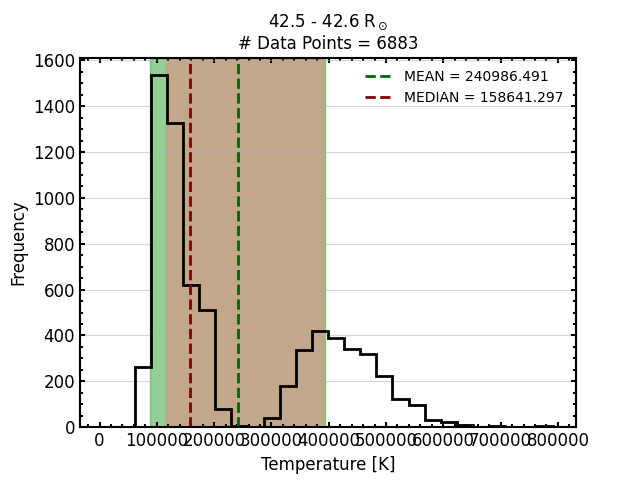 42.5 - 42.6 R⊙
# Data Points = 6883
MEAN = 240986.491
MEDIAN = 158641.297
Frequency
1600
1400
1200
1000
800
600
400
200
0
0 100000 200000 300000 400000 500000 600000 700000 800000
Temperature [K]